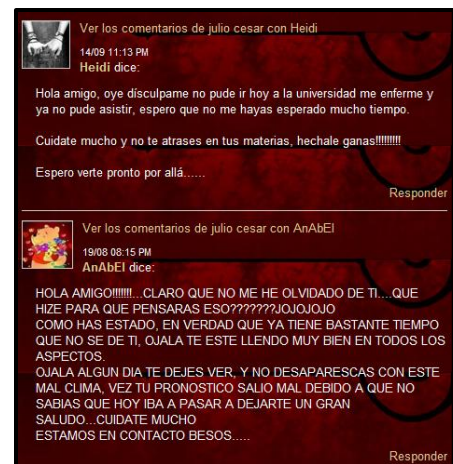 Ver los comentarios de julio cesar con Heidi
14/09 11:13 PM
Heidi dice:
Hola amigo, oye dísculpame no pude ir hoy a la universidad me enferme y
ya no pude asistir, espero que no me hayas esperado mucho tiempo.
Cuidate mucho y no te atrases en tus materias, hechale ganas!!!!!!!!!
Espero verte pronto por allá......
Responder
Ver los comentarios de julio cesar con AnAbEl
19/08 08:15 PM
AnAbEl dice:
HOLA AMIGO!!!!!!!...CLARO QUE NO ME HE OLVIDADO DE TI....QUE
HIZE PARA QUE PENSARAS ESO???????JOJOJOJO
COMO HAS ESTADO, EN VERDAD QUE YA TIENE BASTANTE TIEMPO
QUE NO SE DE TI, OJALA TE ESTE LLENDO MUY BIEN EN TODOS LOS
ASPECTOS.
OJALA ALGUN DIA TE DEJES VER, Y NO DESAPARESCAS CON ESTE
MAL CLIMA, VEZ TU PRONOSTICO SALIO MAL DEBIDO A QUE NO
SABIAS QUE HOY IBA A PASAR A DEJARTE UN GRAN
SALUDO...CUIDATE MUCHO
ESTAMOS EN CONTACTO BESOS.....
Responder